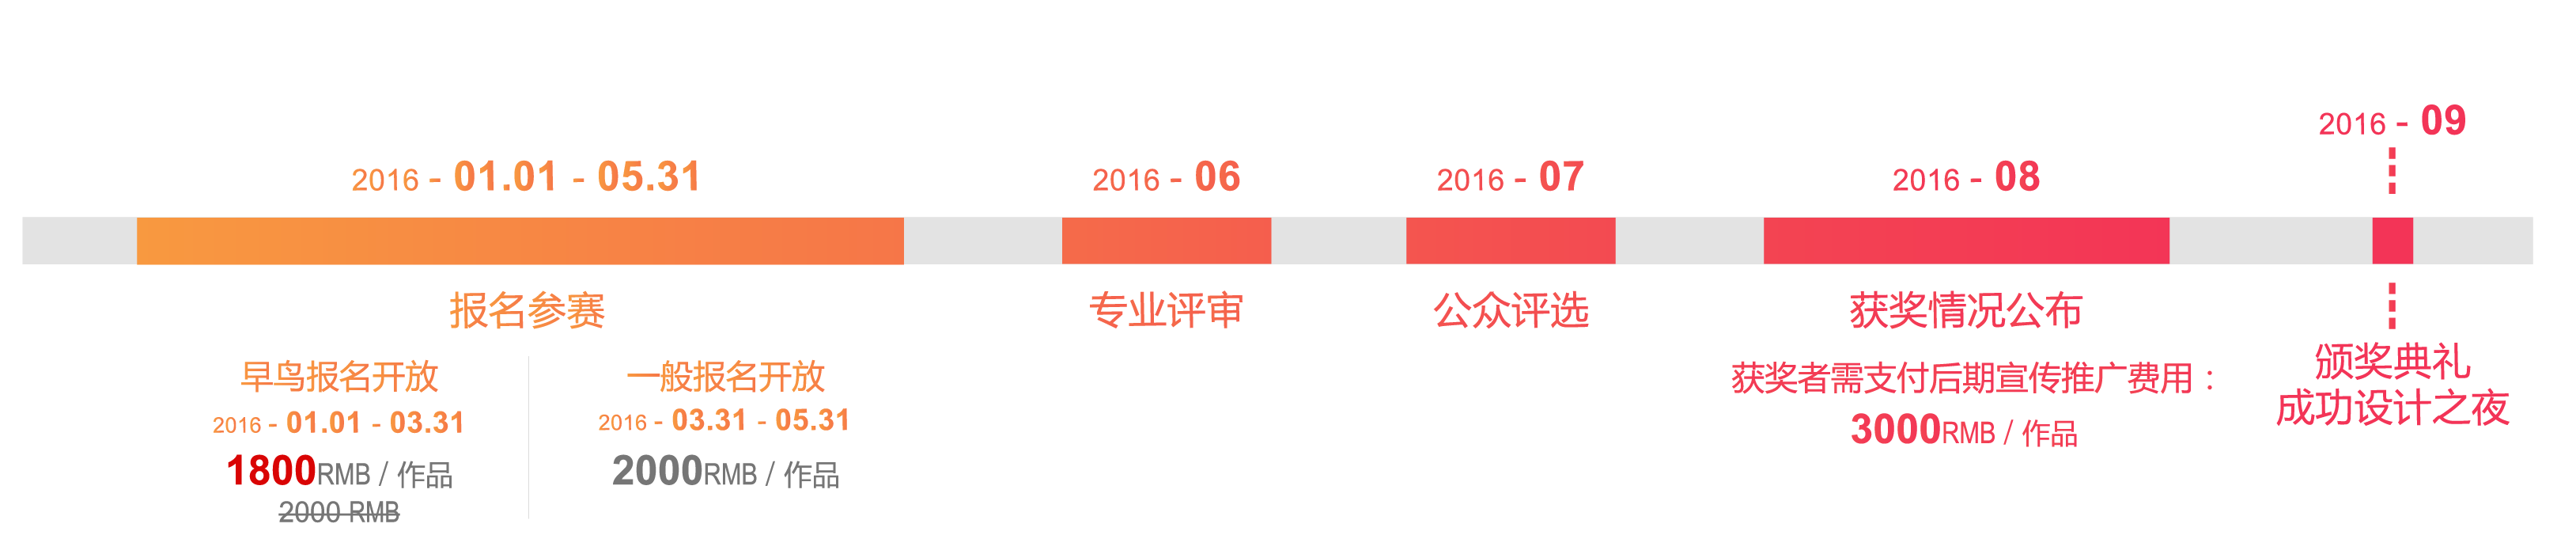 2016 - 01.01 - 05.31
报名参赛
早鸟报名开放
2016 - 01.01 - 03.31
1800RMB / 作品
2000 RMB
一般报名开放
2016 - 03.31 - 05.31
2000RMB / 作品
2016 - 06
专业评审
2016 - 07
公众评选
2016 - 08
获奖情况公布
获奖者需支付后期宣传推广费用：
3000RMB / 作品
2016 - 09
颁奖典礼
成功设计之夜